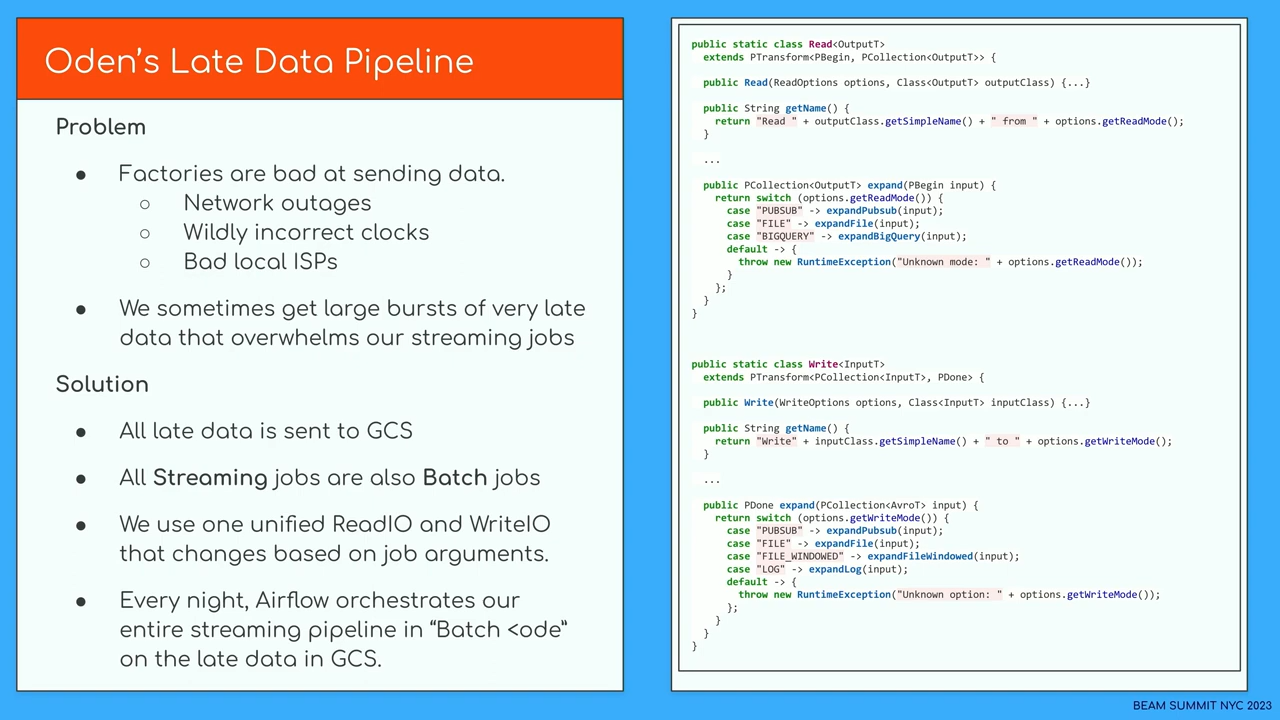 Oden's Late Data Pipeline
Problem
● Factories are bad at sending data.
○ Network outages
○ Wildly incorrect clocks
○ Bad local ISPs
● We sometimes get large bursts of very late
data that overwhelms our streaming jobs
Solution
● All late data is sent to GCS
● All Streaming jobs are also Batch jobs
● We use one unified ReadIO and WriteIO
that changes based on job arguments.
● Every night, Airflow orchestrates our
entire streaming pipeline in “Batch <ode”
on the late data in GCS.
public static class Read<OutputT>
  extends PTransform<PBegin, PCollection<OutputT>> {
  public Read(ReadOptions options, Class<OutputT> outputClass) {...}
  public String getName() {
    return "Read " + outputClass.getSimpleName() + " from " + options.getReadMode();
  }
  ...
  public PCollection<OutputT> expand(PBegin input) {
    return switch (options.getReadMode()) {
      case "PUBSUB" -> expandPubsub(input);
      case "FILE" -> expandFile(input);
      case "BIGQUERY" -> expandBigQuery(input);
      default -> {
        throw new RuntimeException("Unknown mode: " + options.getReadMode());
      }
    };
  }
}
public static class Write<InputT>
  extends PTransform<PCollection<InputT>, PDone> {
  public Write(WriteOptions options, Class<InputT> inputClass) {...}
  public String getName() {
    return "Write" + inputClass.getSimpleName() + " to " + options.getWriteMode();
  }
  ...
  public PDone expand(PCollection<AvroT> input) {
    return switch (options.getWriteMode()) {
      case "PUBSUB" -> expandPubsub(input);
      case "FILE" -> expandFile(input);
      case "FILE_WINDOWED" -> expandFileWindowed(input);
      case "LOG" -> expandLog(input);
      default -> {
        throw new RuntimeException("Unknown option: " + options.getWriteMode());
      };
    }
  }
}
BEAM SUMMIT NYC 2023